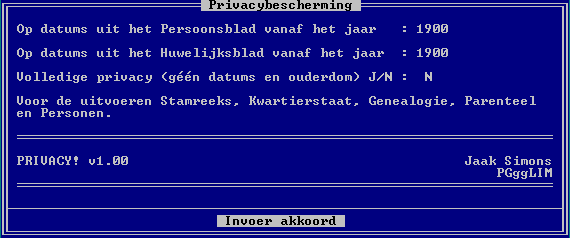 Privacybescherming
Op datums uit het Persoonsblad vanaf het jaar : 1900
Op datums uit het Huwelijksblad vanaf het jaar : 1900
Volledige privacy (géén datums en ouderdom) J/N : N
Voor de uitvoeren Stamreeks, Kwartierstaat, Genealogie, Parenteel
en Personen.
PRIVACY! v1.00 Jaak Simons
PGggLIM
Invoer akkoord